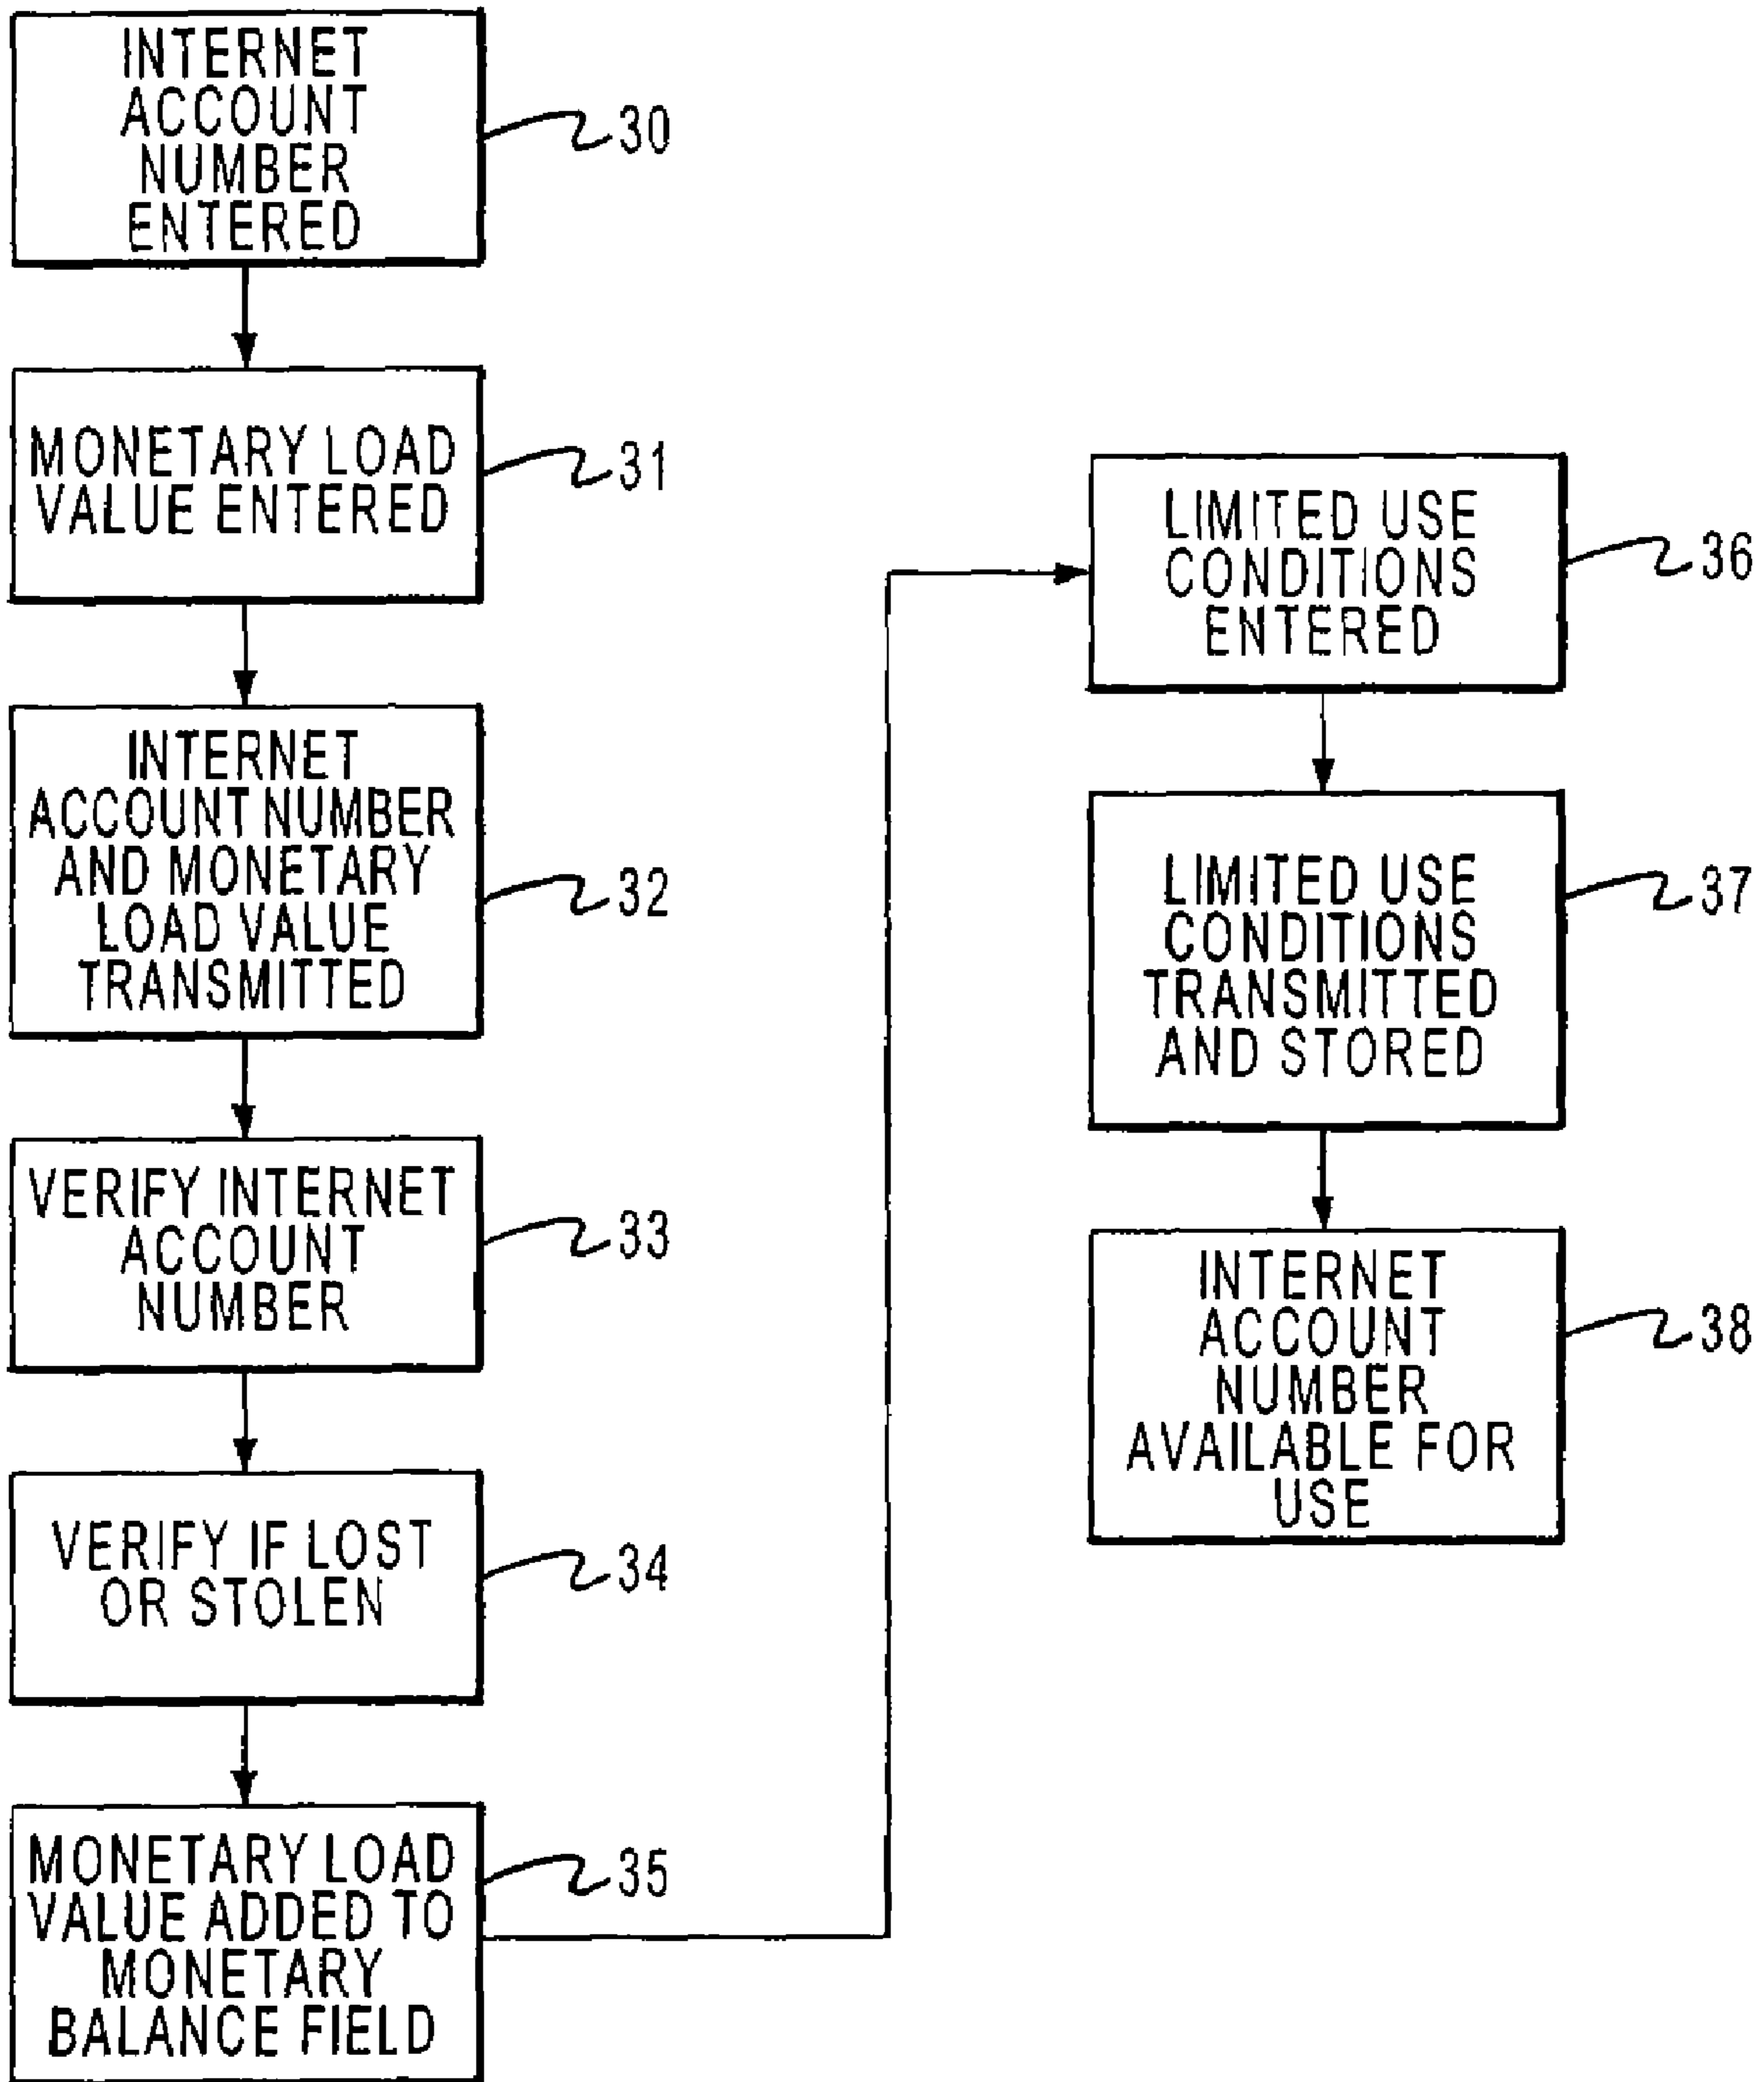 INTERNET
ACCOUNT
NUMBER
ENTERED
30
MONETARY LOAD
VALUE ENTERED
31
INTERNET
ACCOUNT NUMBER
AND MONETARY
LOAD VALUE
TRANSMITTED
32
VERIFY INTERNET
ACCOUNT
NUMBER
33
VERIFY IF LOST
OR STOLEN
34
MONETARY LOAD
VALUE ADDED TO
MONETARY
BALANCE FIELD
35
LIMITED USE
CONDITIONS
ENTERED
36
LIMITED USE
CONDITIONS
TRANSMITTED
AND STORED
37
INTERNET
ACCOUNT
NUMBER
AVAILABLE FOR
USE
38